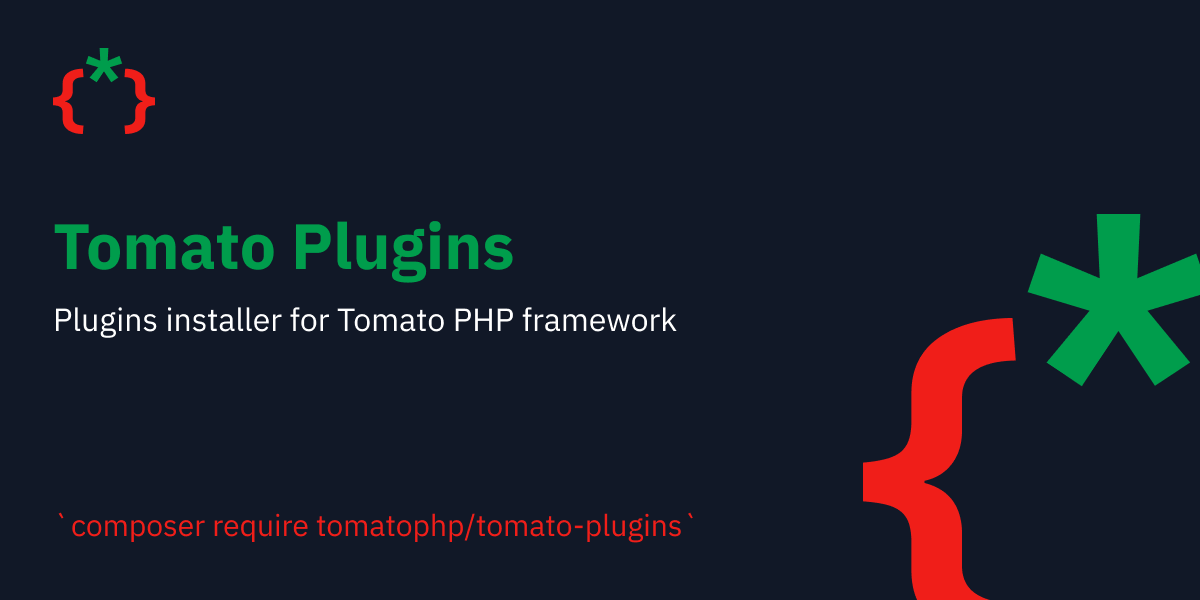 {*}
Tomato Plugins
Plugins installer for Tomato PHP framework
`composer require tomatophp/tomato-plugins`